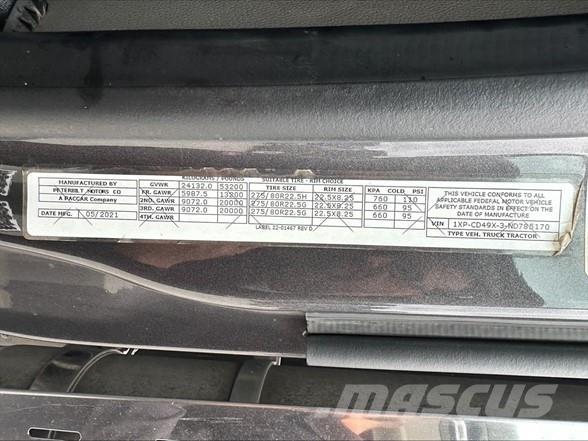 MANUFACTURED BY
PETERBILT MOTORS CO
A PACCAR Company
DATE MFG. 05/2021
KILOGRAMS / POUNDS
GVWR 24132.0 53200
FR. GAWR 5987.5 13200
2ND. GAWR 9072.0 20000
3RD. GAWR 9072.0 20000
4TH. GAWR
SUITABLE TIRE - RIM CHOICE
TIRE SIZE RIM SIZE
275/80R22.5H 22.5X8.25
275/80R22.5G 22.5X8.25
275/80R22.5G 22.5X8.25
KPA COLD PSI
760 110
660 95
660 95
LABEL 22-01467 REV D
THIS VEHICLE CONFORMS TO ALL
APPLICABLE FEDERAL MOTOR VEHICLE
SAFETY STANDARDS IN EFFECT ON THE
DATE OF MANUFACTURE.
VIN 1XP-CD49X-3-ND785170
TYPE VEH. TRUCK TRACTOR
MASCUS